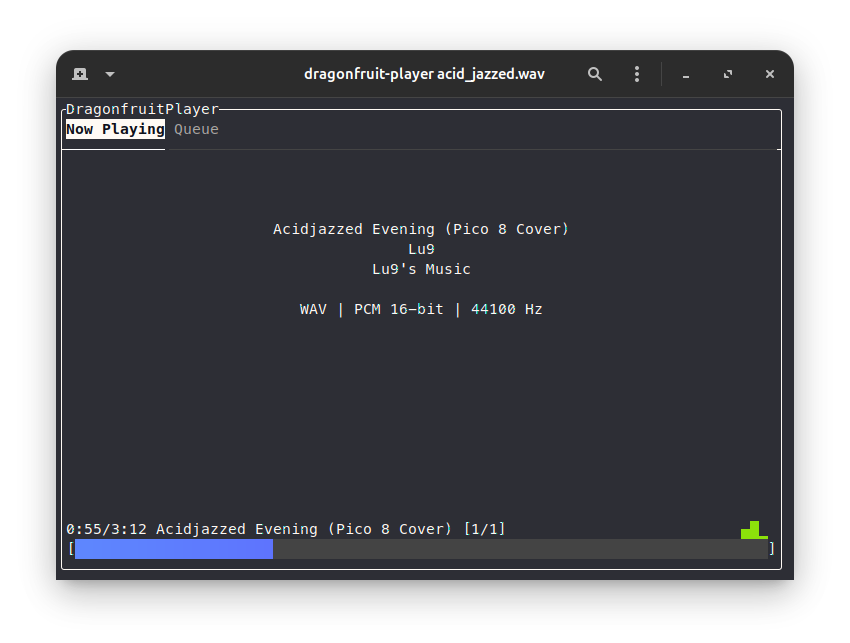 dragonfruit-player acid_jazzed.wav
DragonfruitPlayer
Now Playing Queue
Acidjazzed Evening (Pico 8 Cover)
Lu9
Lu9's Music
WAV | PCM 16-bit | 44100 Hz
0:55/3:12 Acidjazzed Evening (Pico 8 Cover) [1/1]
[ ]